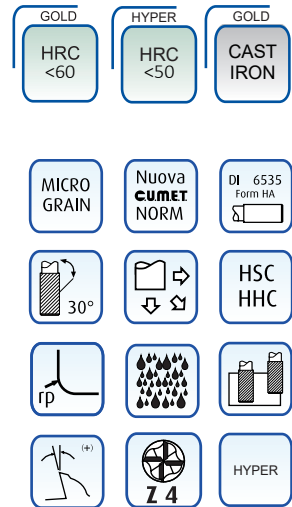 GOLD HYPER GOLD
HRC HRC CAST
<60 <50 IRON
MICRO Nuova DI 6535
GRAIN C.U.M.E.T. Form HA
NORM
30° HSC
HHC
rp
(+) Z 4 HYPER